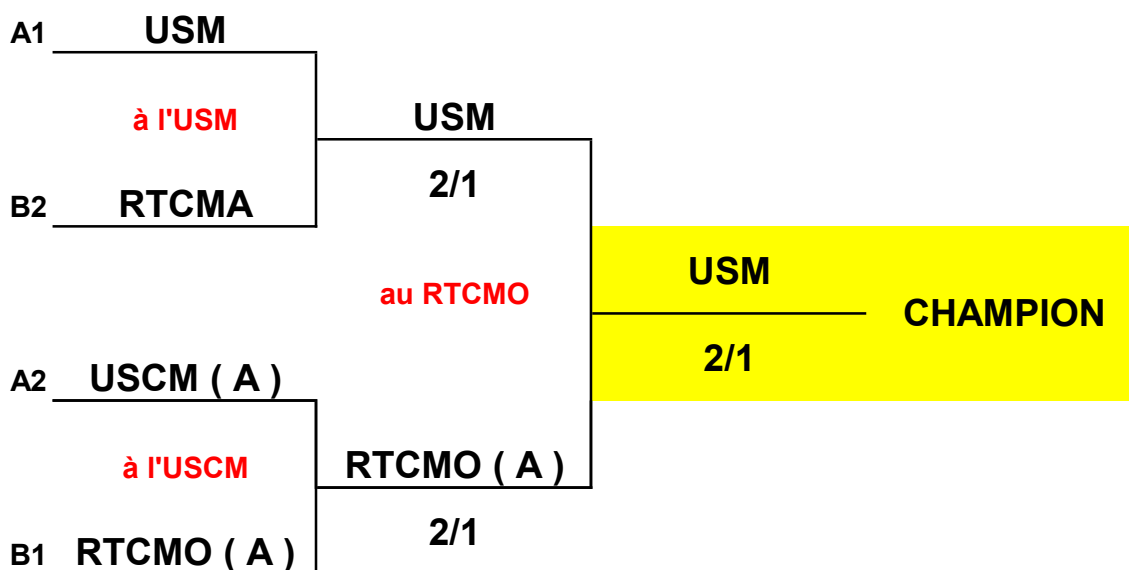 A1 USM
à l'USM
USM
2/1
B2 RTCMA
au RTCMO
USM
CHAMPION
2/1
A2 USCM ( A )
à l'USCM
RTCMO ( A )
2/1
B1 RTCMO ( A )